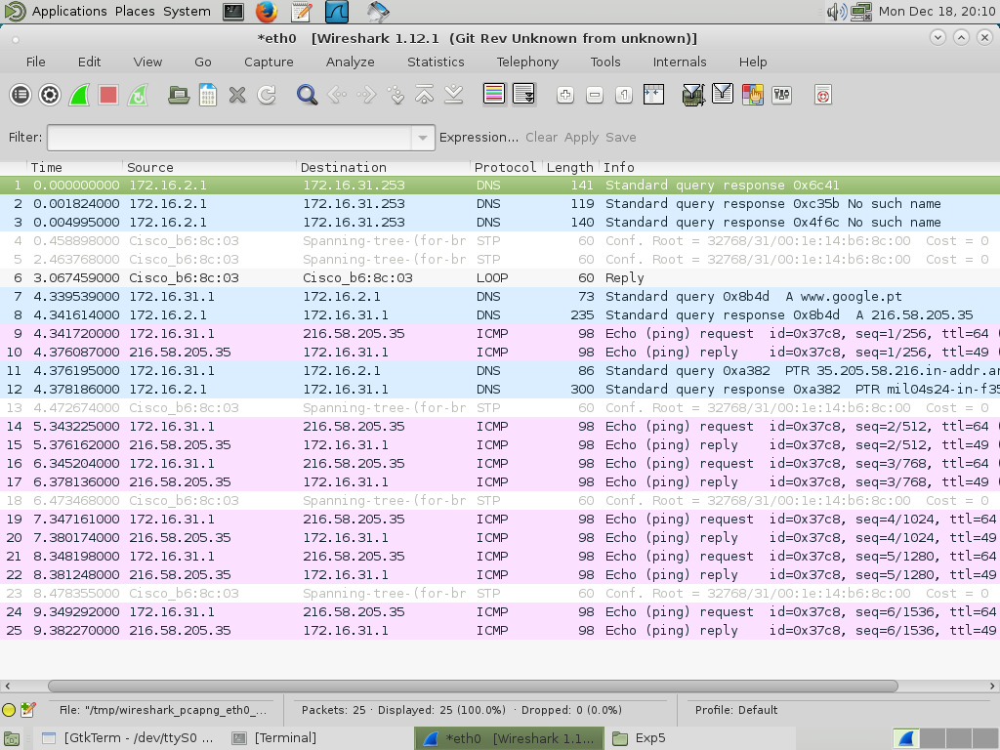 Applications Places System Mon Dec 18, 20:10
*eth0 [Wireshark 1.12.1 (Git Rev Unknown from unknown)]
File Edit View Go Capture Analyze Statistics Telephony Tools Internals Help
Filter: Expression... Clear Apply Save
Time Source Destination Protocol Length Info
1 0.000000000 172.16.2.1 172.16.31.253 DNS 141 Standard query response 0x6c41
2 0.001824000 172.16.2.1 172.16.31.253 DNS 119 Standard query response 0xc35b No such name
3 0.004995000 172.16.2.1 172.16.31.253 DNS 140 Standard query response 0x4f6c No such name
4 0.458898000 Cisco_b6:8c:03 Spanning-tree-(for-br STP 60 Conf. Root = 32768/31/00:1e:14:b6:8c:00 Cost = 0
5 2.463768000 Cisco_b6:8c:03 Spanning-tree-(for-br STP 60 Conf. Root = 32768/31/00:1e:14:b6:8c:00 Cost = 0
6 3.067459000 Cisco_b6:8c:03 Cisco_b6:8c:03 LOOP 60 Reply
7 4.339539000 172.16.31.1 172.16.2.1 DNS 73 Standard query 0x8b4d A www.google.pt
8 4.341614000 172.16.2.1 172.16.31.1 DNS 235 Standard query response 0x8b4d A 216.58.205.35
9 4.341720000 172.16.31.1 216.58.205.35 ICMP 98 Echo (ping) request id=0x37c8, seq=1/256, ttl=64 (
10 4.376087000 216.58.205.35 172.16.31.1 ICMP 98 Echo (ping) reply id=0x37c8, seq=1/256, ttl=49 (
11 4.376195000 172.16.31.1 172.16.2.1 DNS 86 Standard query 0xa382 PTR 35.205.58.216.in-addr.ar
12 4.378186000 172.16.2.1 172.16.31.1 DNS 300 Standard query response 0xa382 PTR mil04s24-in-f35
13 4.472674000 Cisco_b6:8c:03 Spanning-tree-(for-br STP 60 Conf. Root = 32768/31/00:1e:14:b6:8c:00 Cost = 0
14 5.343225000 172.16.31.1 216.58.205.35 ICMP 98 Echo (ping) request id=0x37c8, seq=2/512, ttl=64 (
15 5.376162000 216.58.205.35 172.16.31.1 ICMP 98 Echo (ping) reply id=0x37c8, seq=2/512, ttl=49 (
16 6.345204000 172.16.31.1 216.58.205.35 ICMP 98 Echo (ping) request id=0x37c8, seq=3/768, ttl=64 (
17 6.378136000 216.58.205.35 172.16.31.1 ICMP 98 Echo (ping) reply id=0x37c8, seq=3/768, ttl=49 (
18 6.473468000 Cisco_b6:8c:03 Spanning-tree-(for-br STP 60 Conf. Root = 32768/31/00:1e:14:b6:8c:00 Cost = 0
19 7.347161000 172.16.31.1 216.58.205.35 ICMP 98 Echo (ping) request id=0x37c8, seq=4/1024, ttl=64
20 7.380174000 216.58.205.35 172.16.31.1 ICMP 98 Echo (ping) reply id=0x37c8, seq=4/1024, ttl=49
21 8.348198000 172.16.31.1 216.58.205.35 ICMP 98 Echo (ping) request id=0x37c8, seq=5/1280, ttl=64
22 8.381248000 216.58.205.35 172.16.31.1 ICMP 98 Echo (ping) reply id=0x37c8, seq=5/1280, ttl=49
23 8.478355000 Cisco_b6:8c:03 Spanning-tree-(for-br STP 60 Conf. Root = 32768/31/00:1e:14:b6:8c:00 Cost = 0
24 9.349292000 172.16.31.1 216.58.205.35 ICMP 98 Echo (ping) request id=0x37c8, seq=6/1536, ttl=64
25 9.382270000 216.58.205.35 172.16.31.1 ICMP 98 Echo (ping) reply id=0x37c8, seq=6/1536, ttl=49
File: "/tmp/wireshark_pcapng_eth0_... Packets: 25 · Displayed: 25 (100.0%) · Dropped: 0 (0.0%) Profile: Default
[GtkTerm - /dev/ttyS0 ... [Terminal] *eth0 [Wireshark 1.1... Exp5